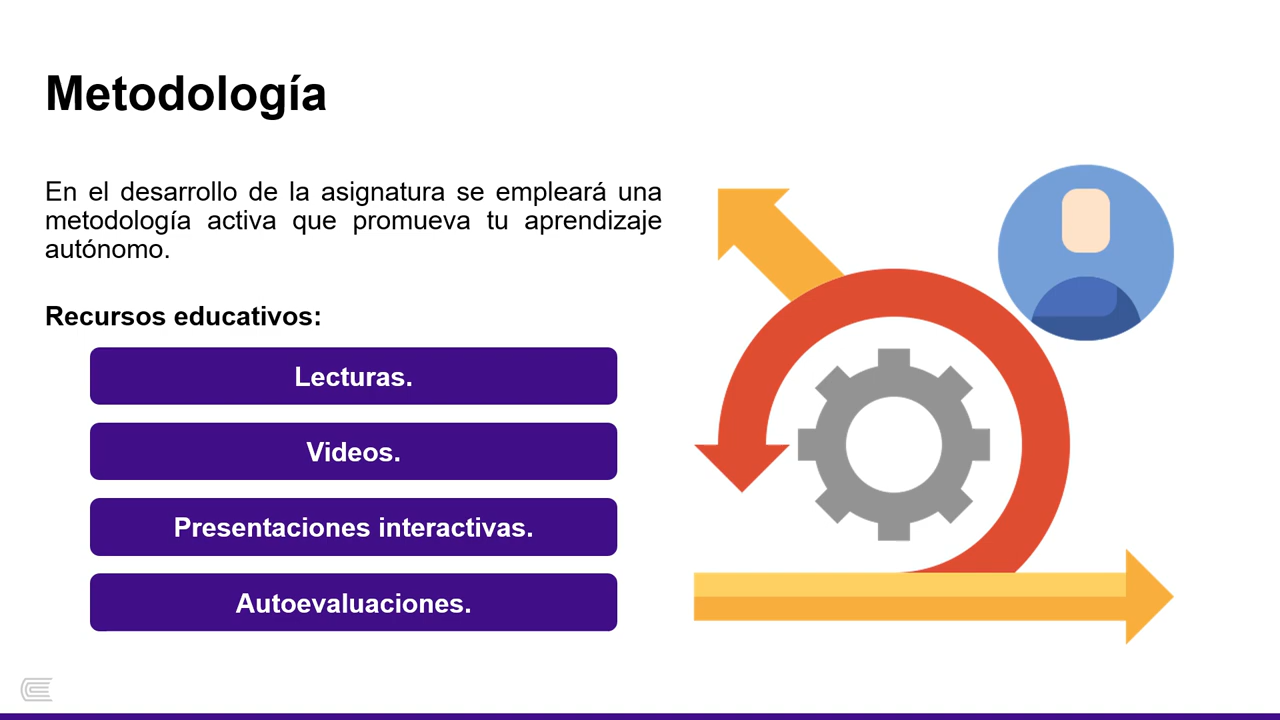 Metodología
En el desarrollo de la asignatura se empleará una
metodología activa que promueva tu aprendizaje
autónomo.
Recursos educativos:
Lecturas.
Videos.
Presentaciones interactivas.
Autoevaluaciones.